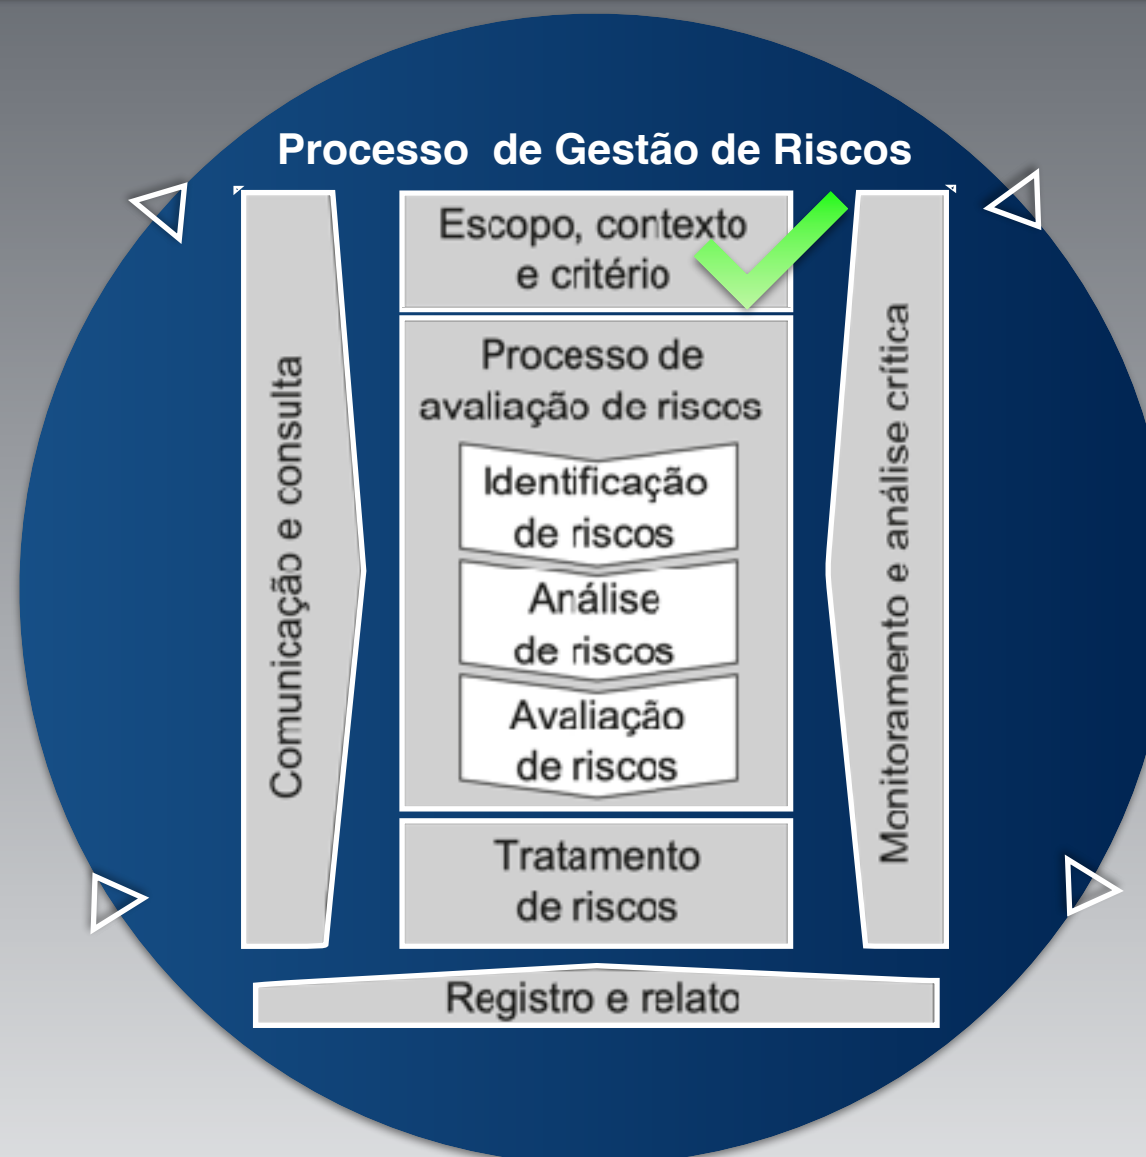 Processo de Gestão de Riscos
Comunicação e consulta
Escopo, contexto
e critério
Processo de
avaliação de riscos
Identificação
de riscos
Análise
de riscos
Avaliação
de riscos
Tratamento
de riscos
Monitoramento e análise crítica
Registro e relato